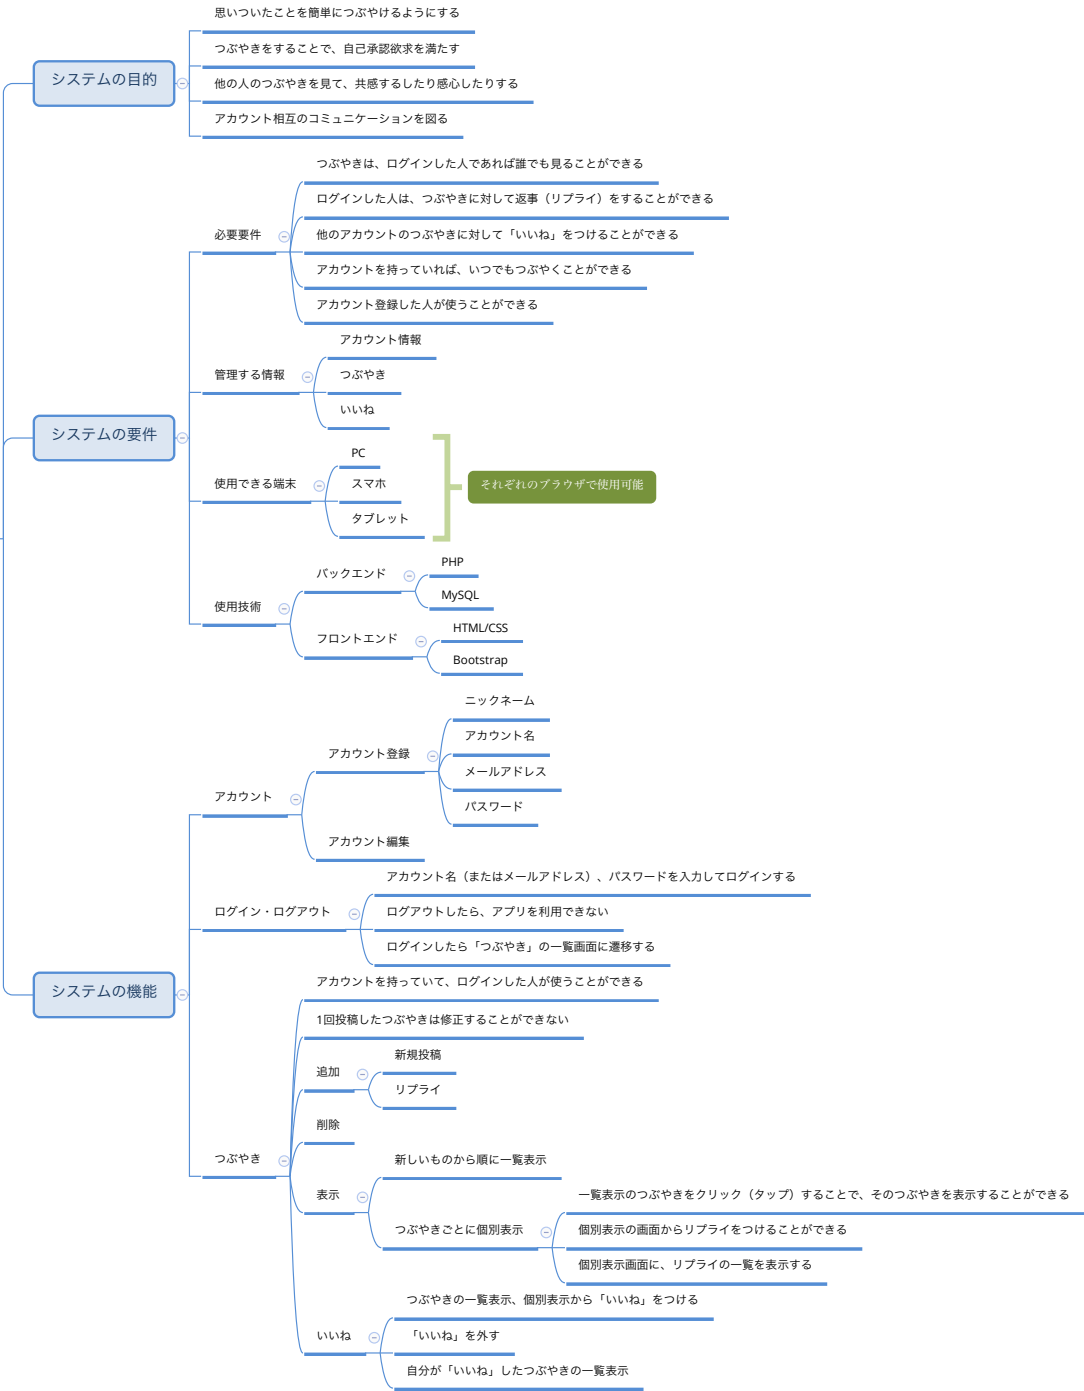 システムの目的
思いついたことを簡単につぶやけるようにする
つぶやきをすることで、自己承認欲求を満たす
他の人のつぶやきを見て、共感するしたり感心したりする
アカウント相互のコミュニケーションを図る
システムの要件
必要要件
つぶやきは、ログインした人であれば誰でも見ることができる
ログインした人は、つぶやきに対して返事（リプライ）をすることができる
他のアカウントのつぶやきに対して「いいね」をつけることができる
アカウントを持っていれば、いつでもつぶやくことができる
アカウント登録した人が使うことができる
管理する情報
アカウント情報
つぶやき
いいね
使用できる端末
PC
スマホ
タブレット
それぞれのブラウザで使用可能
使用技術
バックエンド
PHP
MySQL
フロントエンド
HTML/CSS
Bootstrap
システムの機能
アカウント
アカウント登録
ニックネーム
アカウント名
メールアドレス
パスワード
アカウント編集
ログイン・ログアウト
アカウント名（またはメールアドレス）、パスワードを入力してログインする
ログアウトしたら、アプリを利用できない
ログインしたら「つぶやき」の一覧画面に遷移する
つぶやき
アカウントを持っていて、ログインした人が使うことができる
1回投稿したつぶやきは修正することができない
追加
新規投稿
リプライ
削除
表示
新しいものから順に一覧表示
つぶやきごとに個別表示
一覧表示のつぶやきをクリック（タップ）することで、そのつぶやきを表示することができる
個別表示の画面からリプライをつけることができる
個別表示画面に、リプライの一覧を表示する
いいね
つぶやきの一覧表示、個別表示から「いいね」をつける
「いいね」を外す
自分が「いいね」したつぶやきの一覧表示